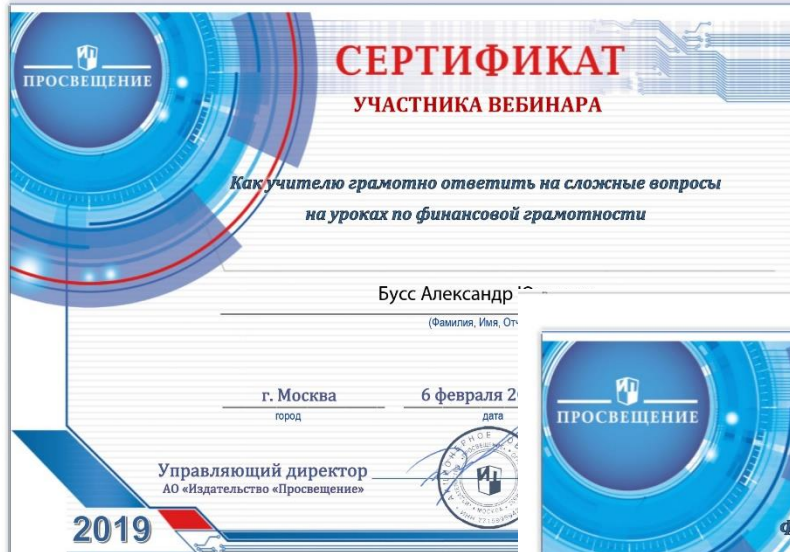 ПРОСВЕЩЕНИЕ
СЕРТИФИКАТ
УЧАСТНИКА ВЕБИНАРА
Как учителю грамотно ответить на сложные вопросы
на уроках по финансовой грамотности
Бусс Александр
(Фамилия, Имя,
г. Москва
6 февраля
город
дата
Управляющий директор
АО «Издательство «Просвещение»
2019
ПРОСВЕЩЕНИЕ